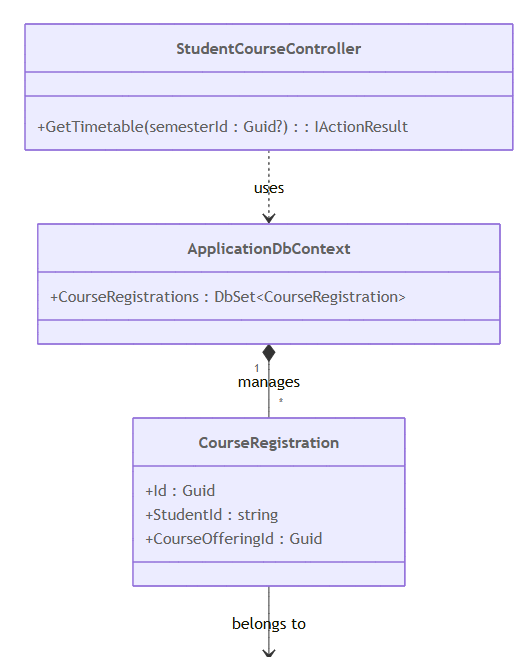 StudentCourseController
+GetTimetable(semesterId : Guid?) : : IActionResult
uses
ApplicationDbContext
+CourseRegistrations : DbSet<CourseRegistration>
1
manages
*
CourseRegistration
+Id : Guid
+StudentId : string
+CourseOfferingId : Guid
belongs to